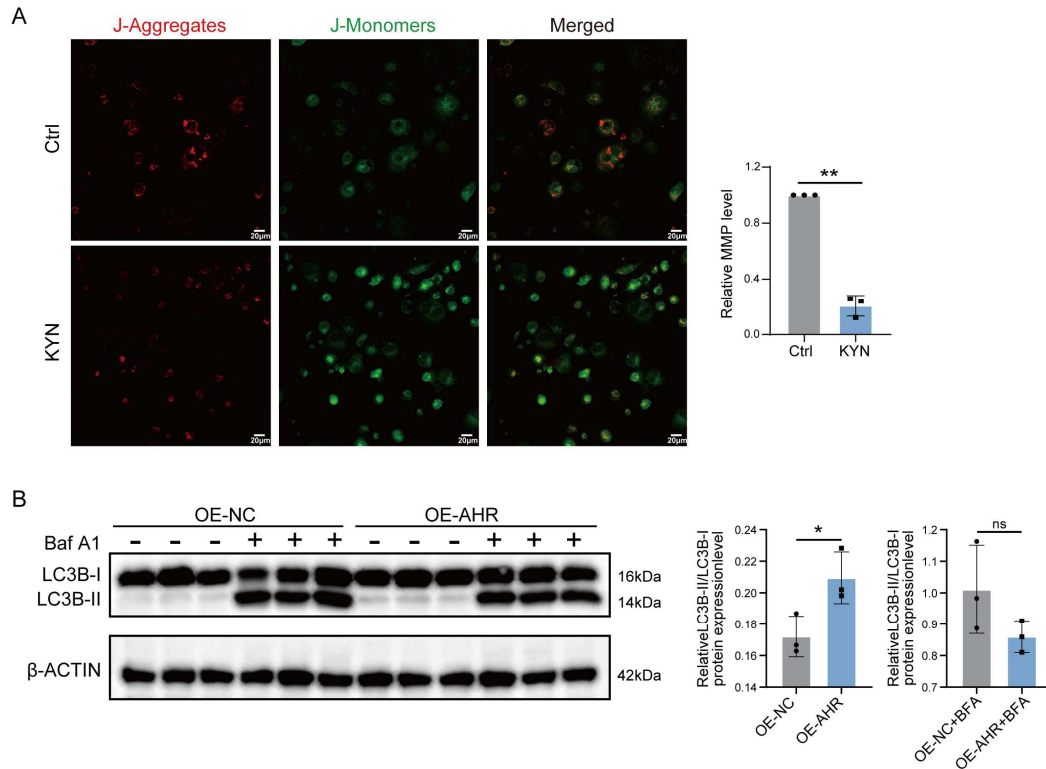 A
J-Aggregates J-Monomers Merged
Ctrl
20μm 20μm 20μm
KYN
20μm 20μm 20μm
Relative MMP level
1.2
**
0.8
0.4
0.0
Ctrl KYN
B
OE-NC OE-AHR
Baf A1 - - - + + + - - - + + +
LC3B-I 16kDa
LC3B-II 14kDa
β-ACTIN 42kDa
RelativeLC3B-II/LC3B-I
protein expressionlevel
0.24
0.22
0.20
0.18
0.16
0.14
*
OE-NC
OE-AHR
RelativeLC3B-II/LC3B-I
protein expressionlevel
1.2
1.1
1.0
0.9
0.8
0.7
ns
OE-NC+BFA
OE-AHR+BFA